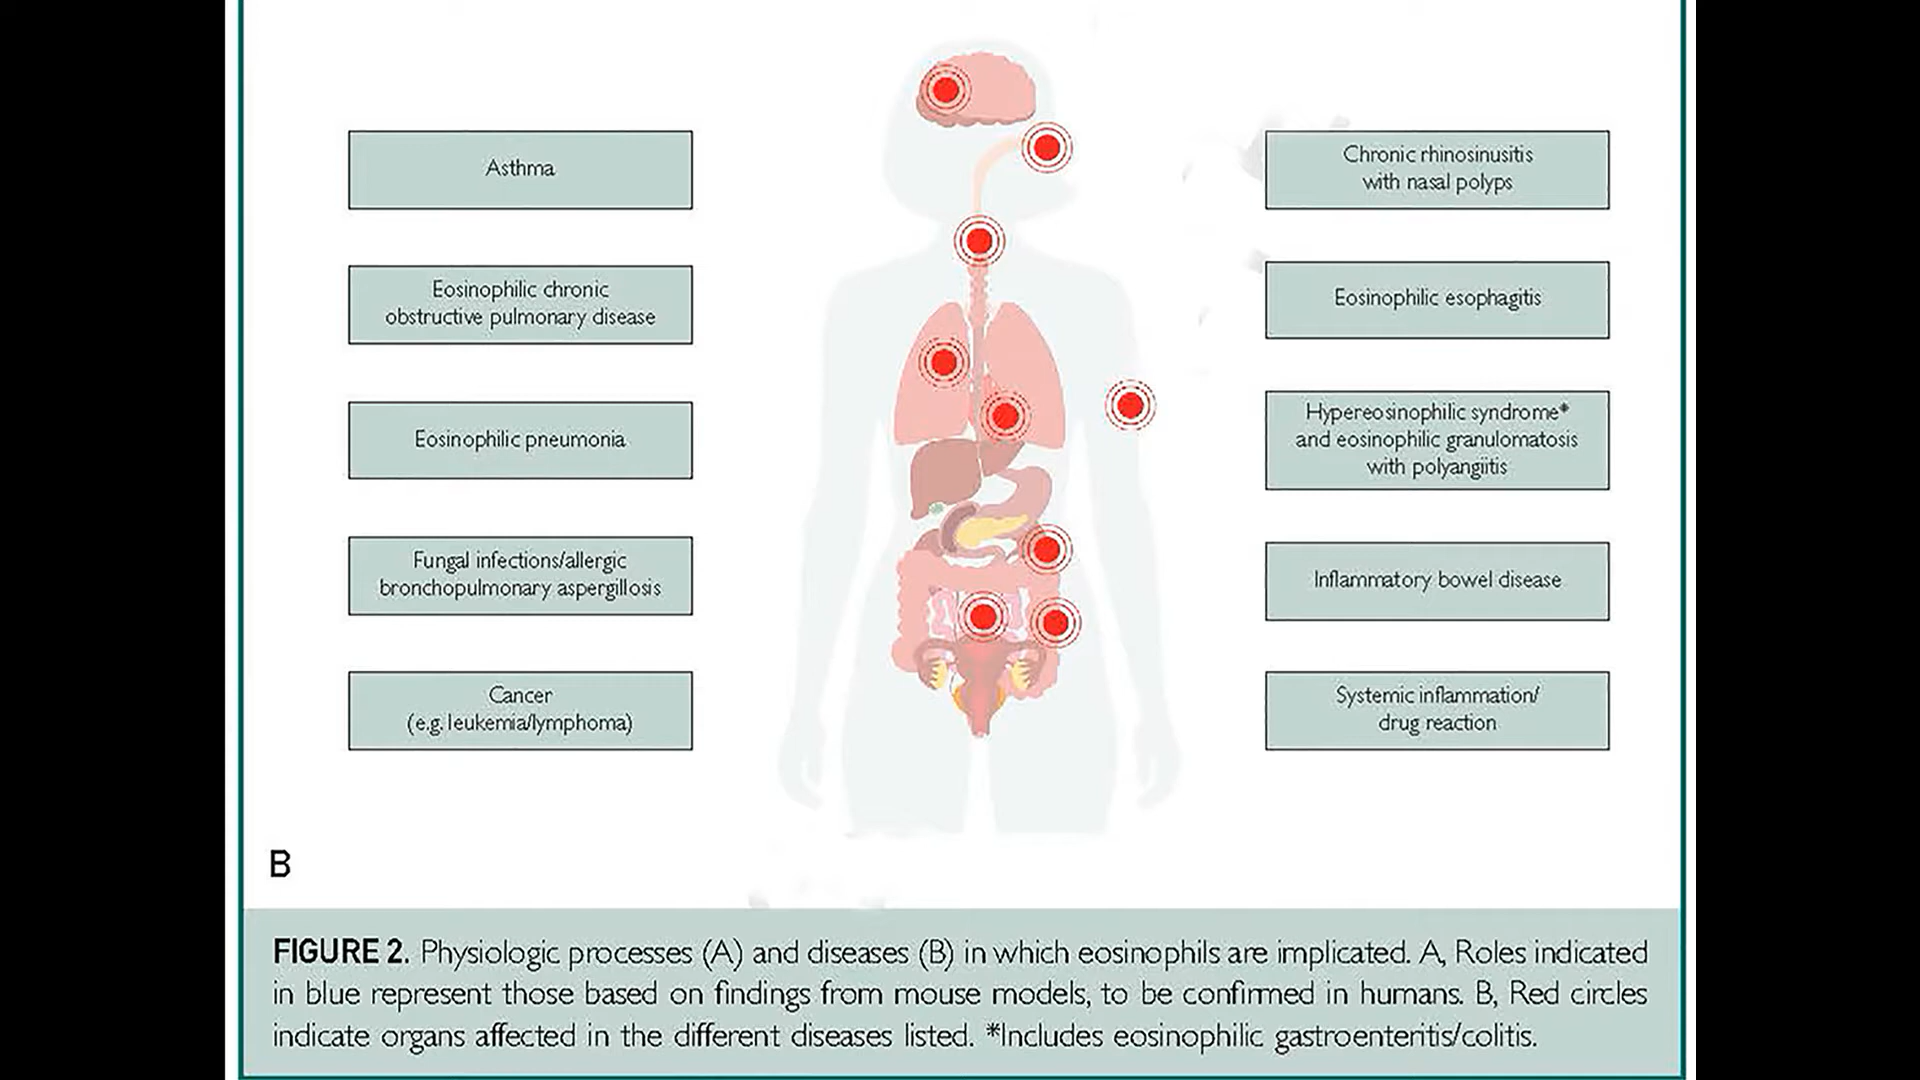 Asthma
Eosinophilic chronic
obstructive pulmonary disease
Eosinophilic pneumonia
Fungal infections/allergic
bronchopulmonary aspergillosis
Cancer
(e.g. leukemia/lymphoma)
Chronic rhinosinusitis
with nasal polyps
Eosinophilic esophagitis
Hypereosinophilic syndrome*
and eosinophilic granulomatosis
with polyangiitis
Inflammatory bowel disease
Systemic inflammation/
drug reaction
B
FIGURE 2. Physiologic processes (A) and diseases (B) in which eosinophils are implicated. A, Roles indicated
in blue represent those based on findings from mouse models, to be confirmed in humans. B, Red circles
indicate organs affected in the different diseases listed. *Includes eosinophilic gastroenteritis/colitis.